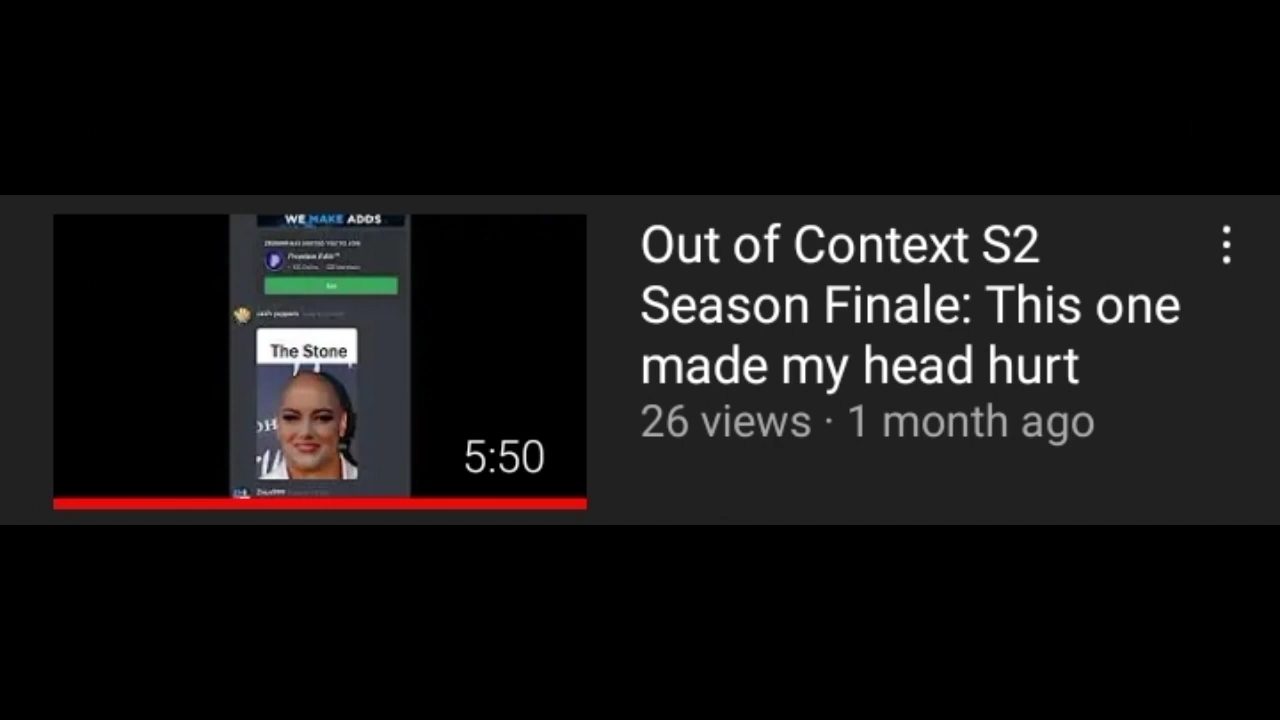 WE MAKE ADDS
The Stone
5:50
Out of Context S2
Season Finale: This one
made my head hurt
26 views · 1 month ago